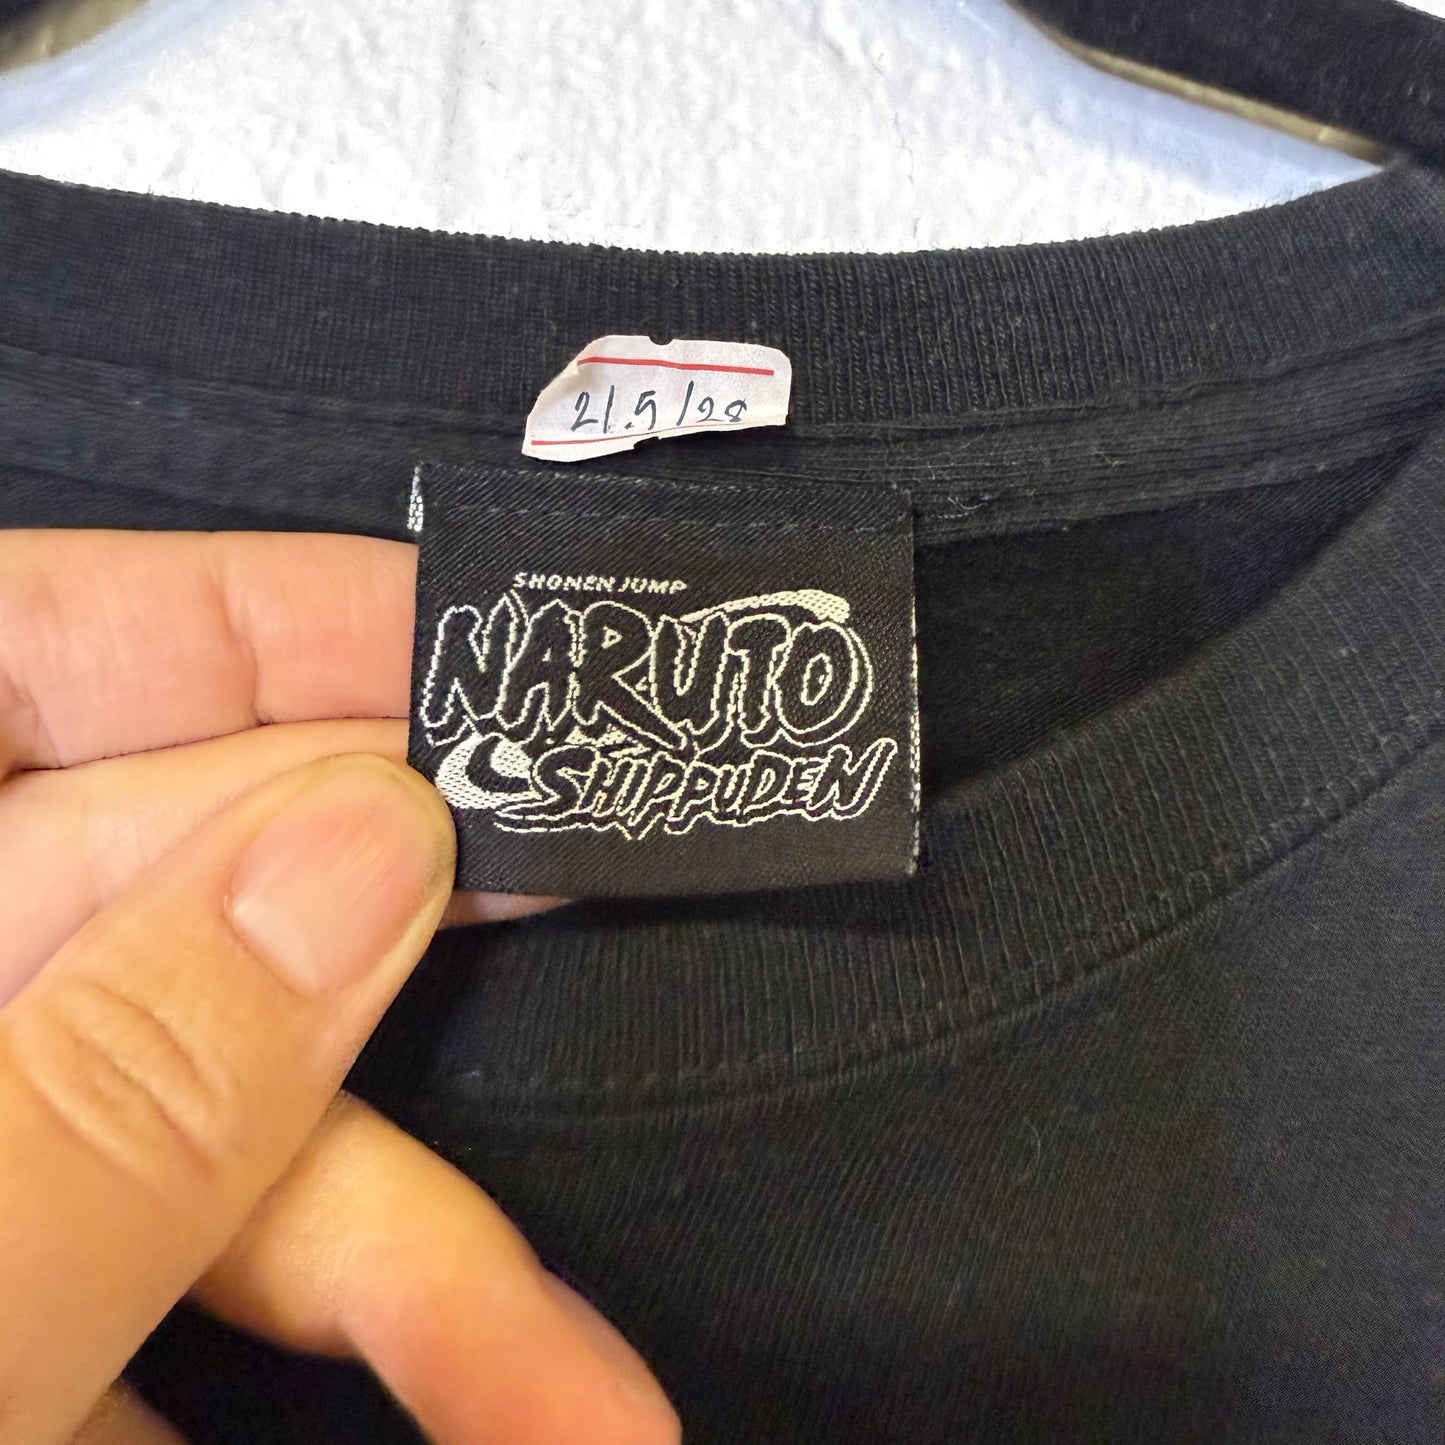 21.5/28
SHONEN JUMP
NARUTO
SHIPPUDEN